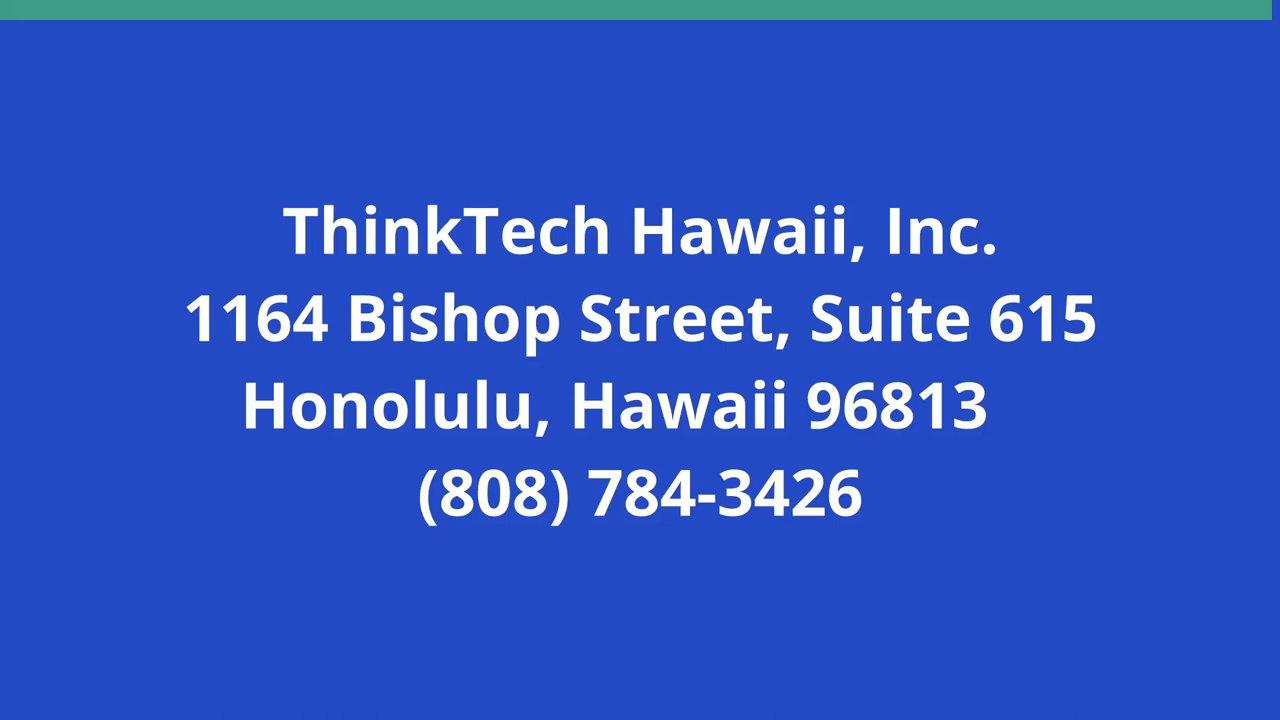 ThinkTech Hawaii, Inc.
1164 Bishop Street, Suite 615
Honolulu, Hawaii 96813
(808) 784-3426